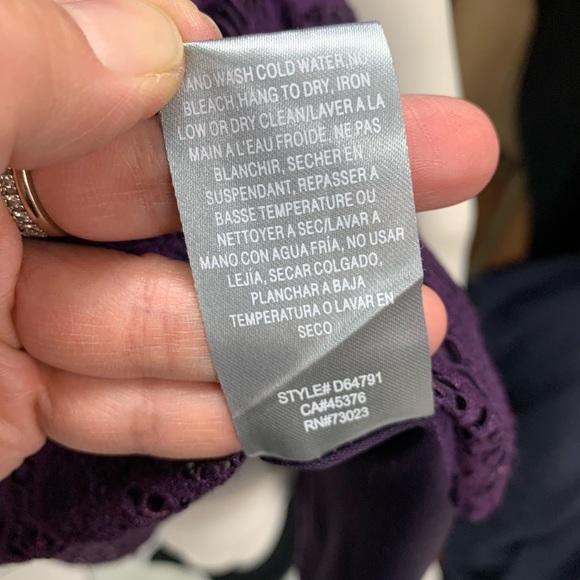 HAND WASH COLD WATER, NO
BLEACH, HANG TO DRY, IRON
LOW OR DRY CLEAN/LAVER A LA
MAIN A L'EAU FROIDE. NE PAS
BLANCHIR, SECHER EN
SUSPENDANT, REPASSER A
BASSE TEMPERATURE OU
NETTOYER A SEC/LAVAR A
MANO CON AGUA FRÍA, NO USAR
LEJÍA, SECAR COLGADO,
PLANCHAR A BAJA
TEMPERATURA O LAVAR EN
SECO
STYLE# D64791
CA#45376
RN#73023